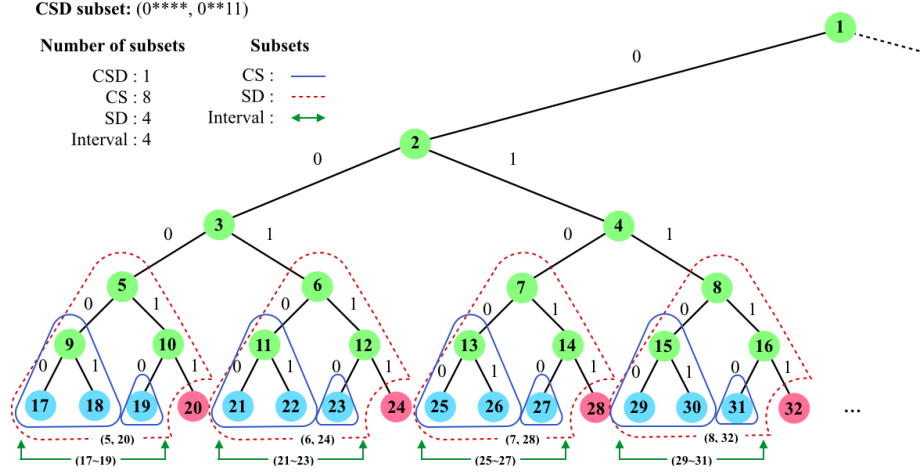 CSD subset: (0****, 0**11)
Number of subsets
CSD : 1
CS : 8
SD : 4
Interval : 4
Subsets
CS :
SD :
Interval :
1
0
2
0 1
3 4
0 1 0 1
5 6 7 8
0 1 0 1 0 1 0 1
9 10 11 12 13 14 15 16
0 1 0 1 0 1 0 1 0 1 0 1 0 1 0 1
17 18 19 20 21 22 23 24 25 26 27 28 29 30 31 32 ...
(5, 20) (6, 24) (7, 28) (8, 32)
(17~19) (21~23) (25~27) (29~31)